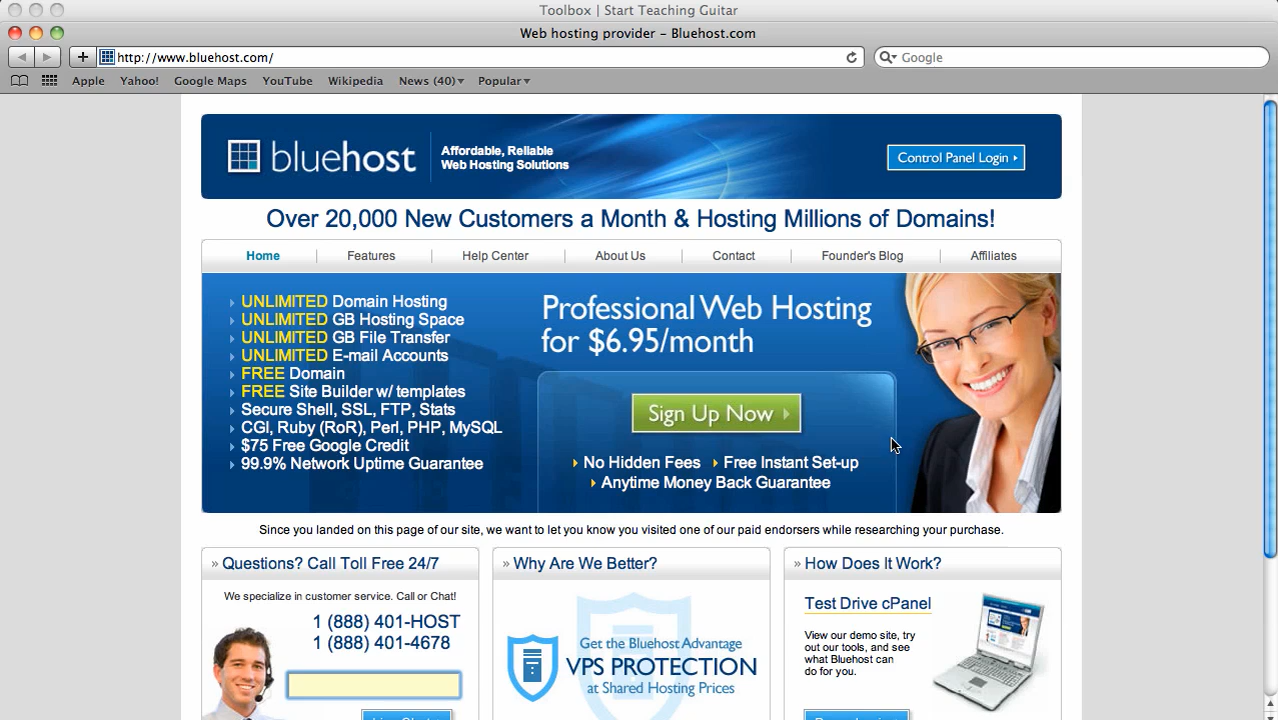 Toolbox | Start Teaching Guitar
Web hosting provider – Bluehost.com
http://www.bluehost.com/
Google
Apple Yahoo! Google Maps YouTube Wikipedia News (40) Popular
bluehost
Affordable, Reliable
Web Hosting Solutions
Control Panel Login
Over 20,000 New Customers a Month & Hosting Millions of Domains!
Home Features Help Center About Us Contact Founder's Blog Affiliates
UNLIMITED Domain Hosting
UNLIMITED GB Hosting Space
UNLIMITED GB File Transfer
UNLIMITED E-mail Accounts
FREE Domain
FREE Site Builder w/ templates
Secure Shell, SSL, FTP, Stats
CGI, Ruby (RoR), Perl, PHP, MySQL
$75 Free Google Credit
99.9% Network Uptime Guarantee
Professional Web Hosting
for $6.95/month
Sign Up Now
No Hidden Fees Free Instant Set-up
Anytime Money Back Guarantee
Since you landed on this page of our site, we want to let you know you visited one of our paid endorsers while researching your purchase.
» Questions? Call Toll Free 24/7
We specialize in customer service. Call or Chat!
1 (888) 401-HOST
1 (888) 401-4678
» Why Are We Better?
Get the Bluehost Advantage
VPS PROTECTION
at Shared Hosting Prices
» How Does It Work?
Test Drive cPanel
View our demo site, try
out our tools, and see
what Bluehost can
do for you.